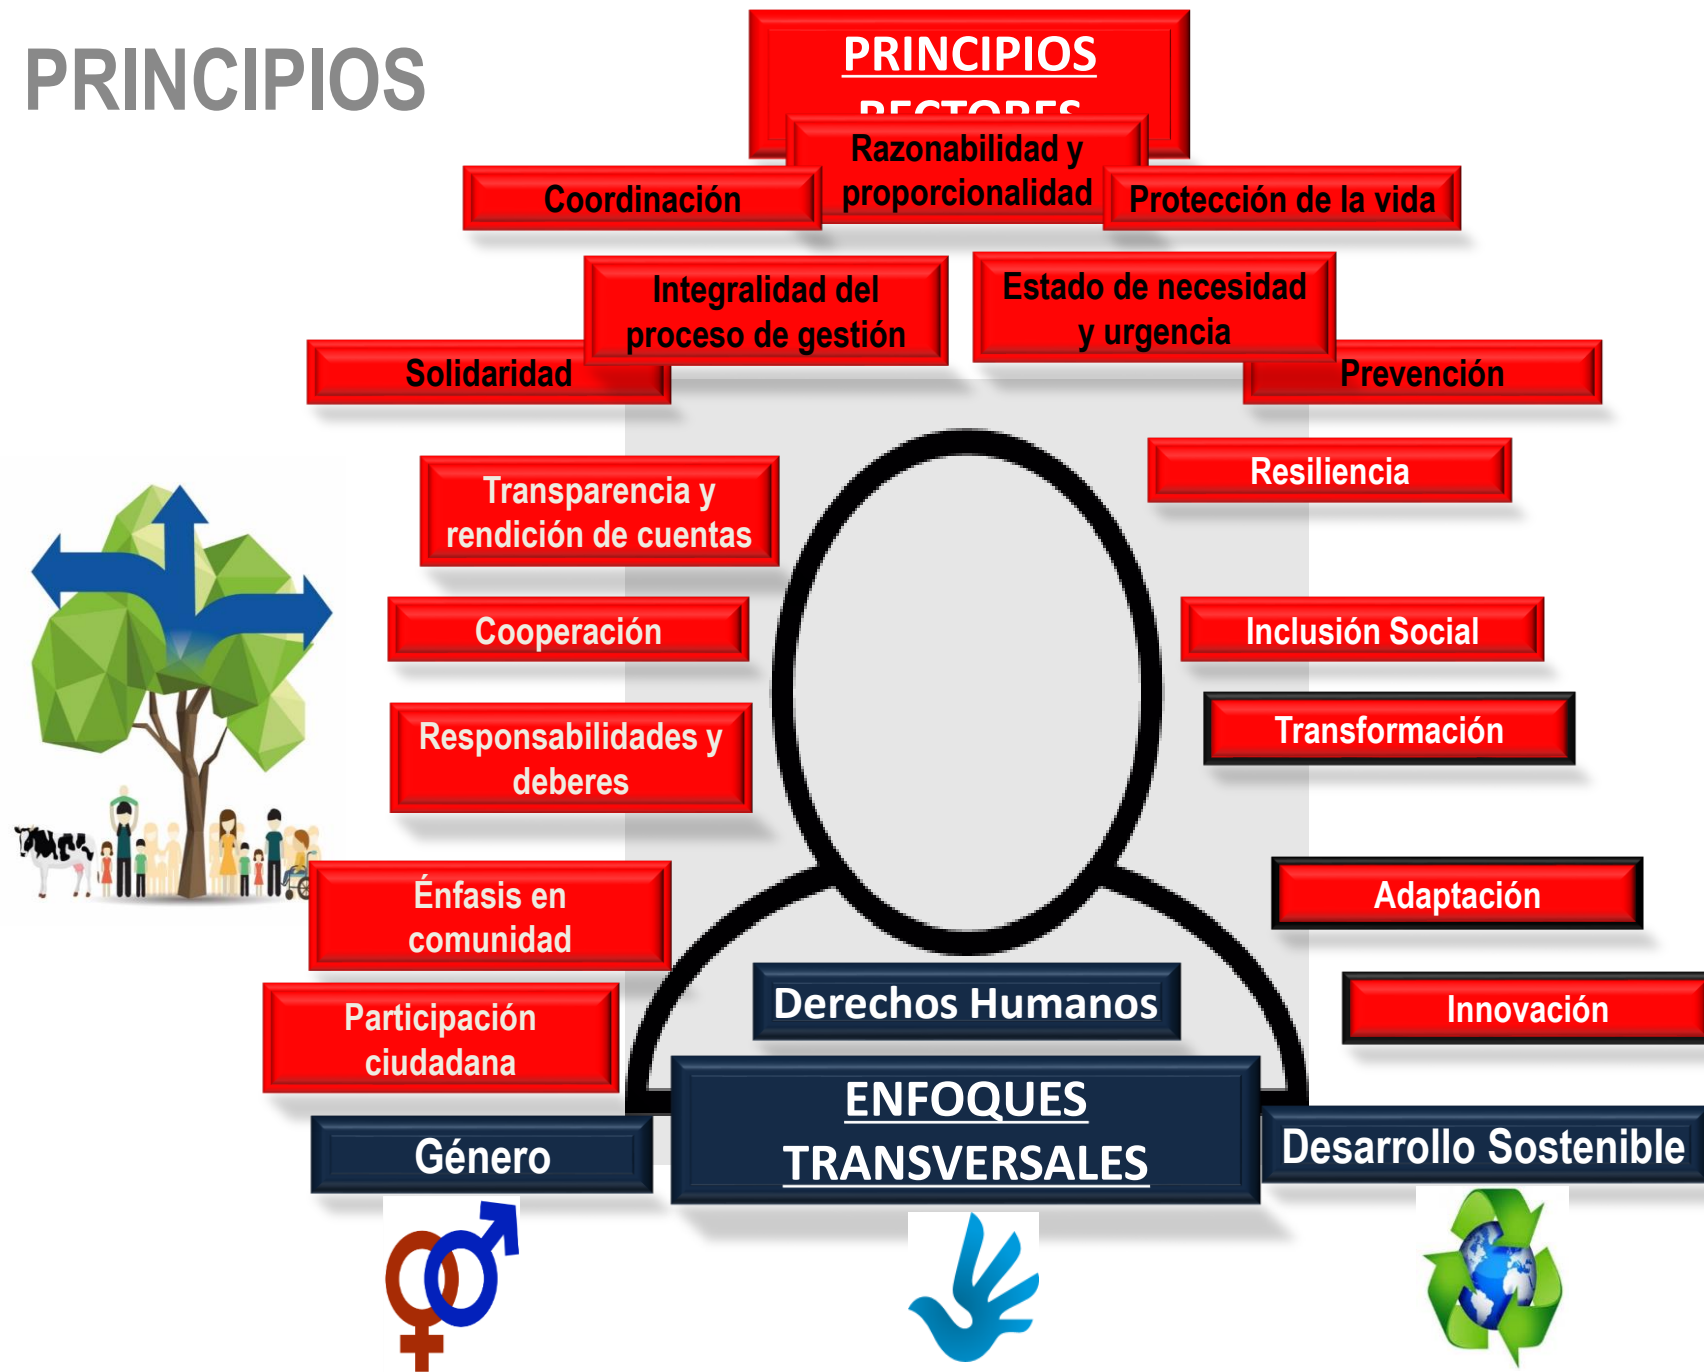 PRINCIPIOS
PRINCIPIOS
RECTORES
Razonabilidad y
proporcionalidad
Coordinación
Protección de la vida
Integralidad del
proceso de gestión
Estado de necesidad
y urgencia
Solidaridad
Prevención
Transparencia y
rendición de cuentas
Resiliencia
Cooperación
Inclusión Social
Responsabilidades y
deberes
Transformación
Énfasis en
comunidad
Adaptación
Participación
ciudadana
Innovación
Derechos Humanos
ENFOQUES
TRANSVERSALES
Género
Desarrollo Sostenible